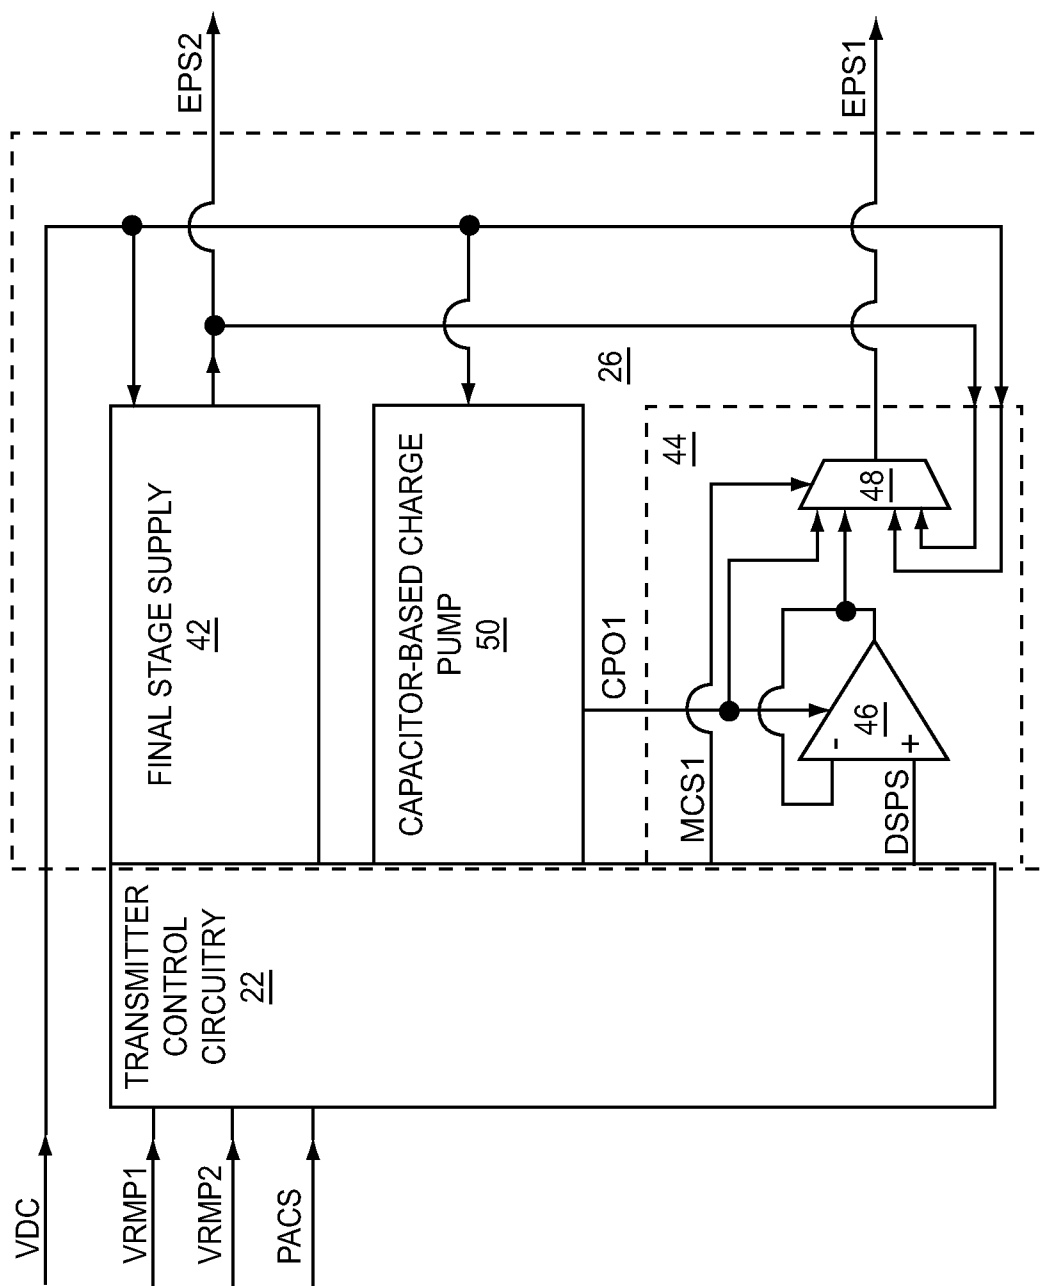 VDC
VRMP1
VRMP2
PACS
TRANSMITTER
CONTROL
CIRCUITRY
22
FINAL STAGE SUPPLY
42
EPS2
CAPACITOR-BASED CHARGE
PUMP
50
26
CPO1
44
MCS1
DSPS
-
+
46
48
EPS1